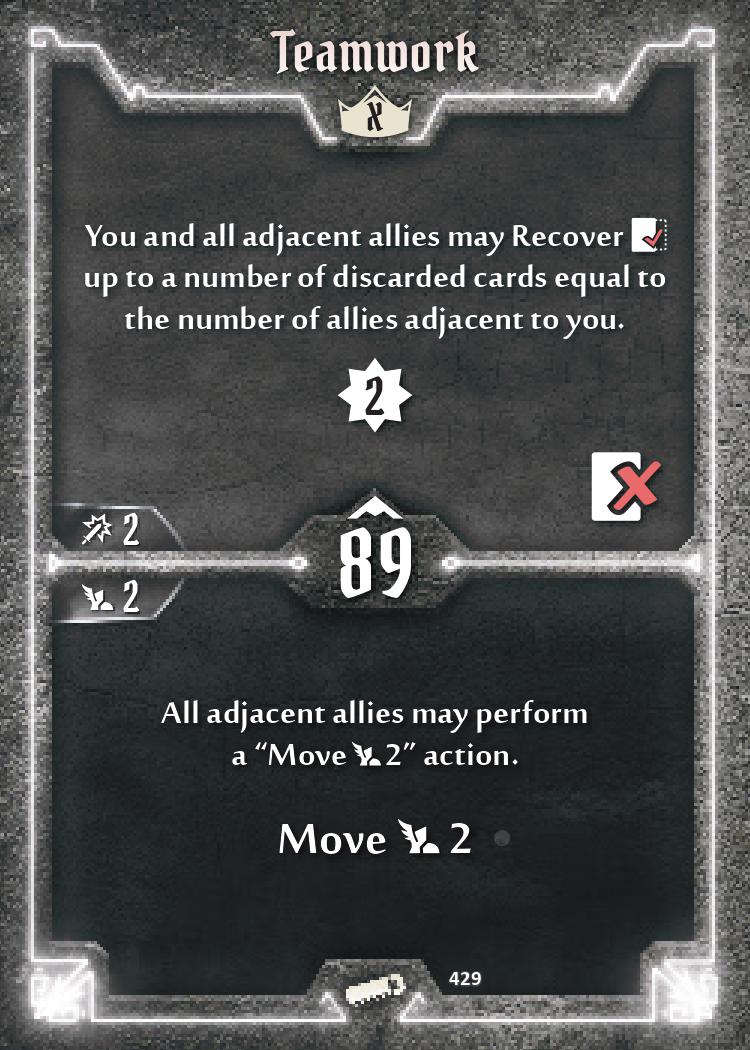 Teamwork
X
You and all adjacent allies may Recover
up to a number of discarded cards equal to
the number of allies adjacent to you.
2
2
89
2
All adjacent allies may perform
a “Move 2” action.
Move 2
429